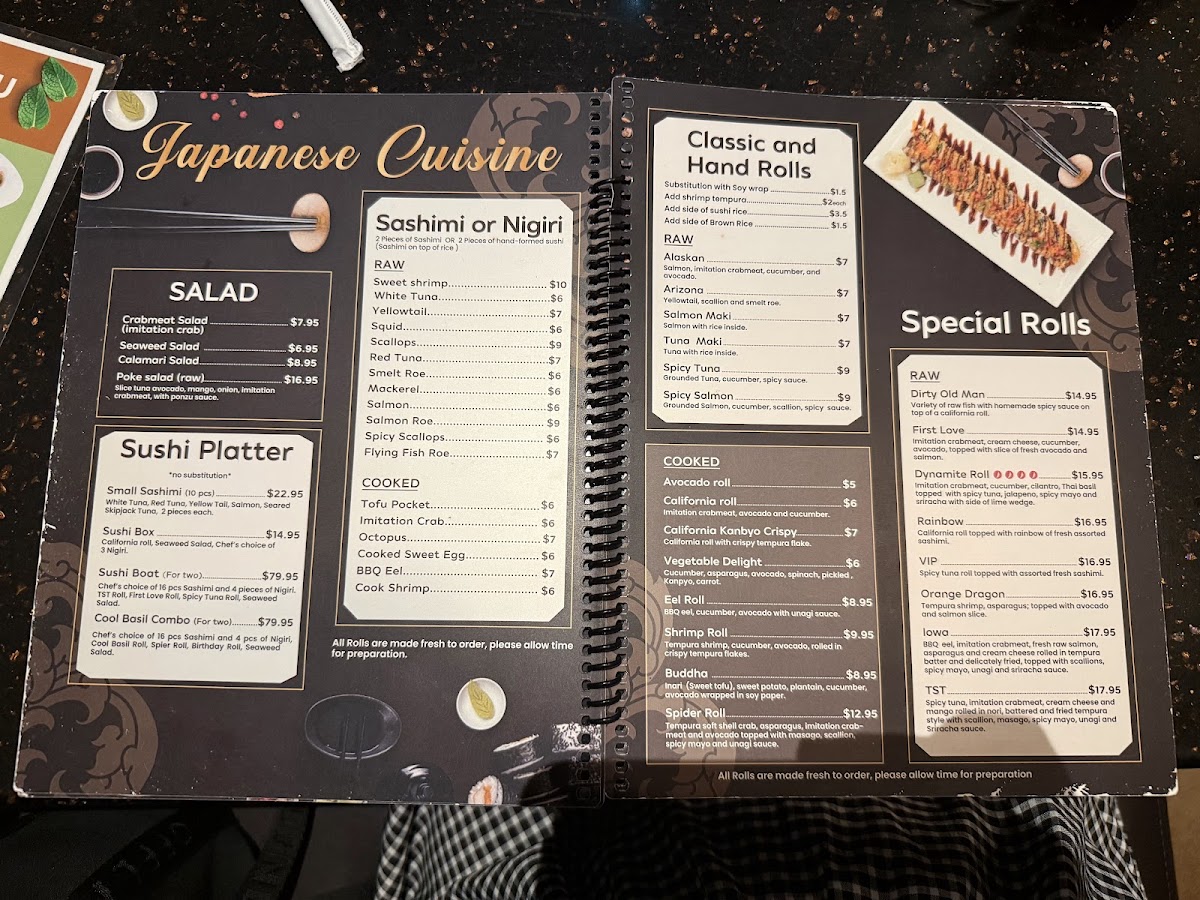 U
Japanese Cuisine
SALAD
Crabmeat Salad ........ $7.95
(imitation crab)
Seaweed Salad ........ $6.95
Calamari Salad ........ $8.95
Poke salad (raw) ........ $16.95
Slice tuna avocado, mango, onion, imitation
crabmeat, with ponzu sauce.
Sushi Platter
*no substitution*
Small Sashimi (10 pcs) ........ $22.95
White Tuna, Red Tuna, Yellow Tail, Salmon, Seared
Skipjack Tuna, 2 pieces each.
Sushi Box ........ $14.95
California roll, Seaweed Salad, Chef's choice of
3 Nigiri.
Sushi Boat (For two) ........ $79.95
Chef's choice of 16 pcs Sashimi and 4 pieces of Nigiri,
TST Roll, First Love Roll, Spicy Tuna Roll, Seaweed
Salad.
Cool Basil Combo (For two) ........ $79.95
Chef's choice of 16 pcs Sashimi and 4 pcs of Nigiri,
Cool Basil Roll, Spier Roll, Birthday Roll, Seaweed
Salad.
Sashimi or Nigiri
2 Pieces of Sashimi OR 2 Pieces of hand-formed sushi
(Sashimi on top of rice )
RAW
Sweet shrimp ........ $10
White Tuna ........ $6
Yellowtail ........ $7
Squid ........ $6
Scallops ........ $9
Red Tuna ........ $7
Smelt Roe ........ $6
Mackerel ........ $6
Salmon ........ $6
Salmon Roe ........ $9
Spicy Scallops ........ $6
Flying Fish Roe ........ $7
COOKED
Tofu Pocket ........ $6
Imitation Crab ........ $6
Octopus ........ $7
Cooked Sweet Egg ........ $6
BBQ Eel ........ $7
Cook Shrimp ........ $6
All Rolls are made fresh to order, please allow time
for preparation.
Classic and
Hand Rolls
Substitution with Soy wrap ........ $1.5
Add shrimp tempura ........ $2each
Add side of sushi rice ........ $3.5
Add side of Brown Rice ........ $1.5
RAW
Alaskan ........ $7
Salmon, imitation crabmeat, cucumber, and
avocado.
Arizona ........ $7
Yellowtail, scallion and smelt roe.
Salmon Maki ........ $7
Salmon with rice inside.
Tuna Maki ........ $7
Tuna with rice inside.
Spicy Tuna ........ $9
Grounded Tuna, cucumber, spicy sauce.
Spicy Salmon ........ $9
Grounded Salmon, cucumber, scallion, spicy sauce.
COOKED
Avocado roll ........ $5
California roll ........ $6
Imitation crabmeat, avocado and cucumber.
California Kanbyo Crispy ........ $7
California roll with crispy tempura flake.
Vegetable Delight ........ $6
Cucumber, asparagus, avocado, spinach, pickled ,
Kanpyo, carrot.
Eel Roll ........ $8.95
BBQ eel, cucumber, avocado with unagi sauce.
Shrimp Roll ........ $9.95
Tempura shrimp, cucumber, avocado, rolled in
crispy tempura flakes.
Buddha ........ $8.95
Inari (Sweet tofu), sweet potato, plantain, cucumber,
avocado wrapped in soy paper.
Spider Roll ........ $12.95
Tempura soft shell crab, asparagus, imitation crab-
meat and avocado topped with masago, scallion,
spicy mayo and unagi sauce.
Special Rolls
RAW
Dirty Old Man ........ $14.95
Variety of raw fish with homemade spicy sauce on
top of a california roll.
First Love ........ $14.95
Imitation crabmeat, cream cheese, cucumber,
avocado, topped with slice of fresh avocado and
salmon.
Dynamite Roll ........ $15.95
Imitation crabmeat, cucumber, cilantro, Thai basil
topped with spicy tuna, jalapeno, spicy mayo and
sriracha with side of lime wedge.
Rainbow ........ $16.95
California roll topped with rainbow of fresh assorted
sashimi.
VIP ........ $16.95
Spicy tuna roll topped with assorted fresh sashimi.
Orange Dragon ........ $16.95
Tempura shrimp, asparagus; topped with avocado
and salmon slice.
Iowa ........ $17.95
BBQ eel, imitation crabmeat, fresh raw salmon,
asparagus and cream cheese rolled in tempura
batter and delicately fried, topped with scallions,
spicy mayo, unagi and sriracha sauce.
TST ........ $17.95
Spicy tuna, imitation crabmeat, cream cheese and
mango rolled in nori, battered and fried tempura
style with scallion, masago, spicy mayo, unagi and
Sriracha sauce.
All Rolls are made fresh to order, please allow time for preparation